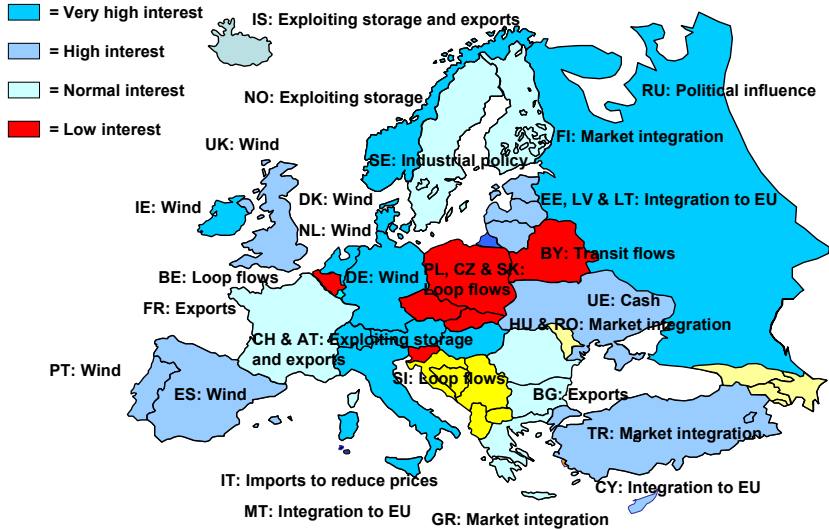 = Very high interest
= High interest
= Normal interest
= Low interest
IS: Exploiting storage and exports
RU: Political influence
NO: Exploiting storage
FI: Market integration
UK: Wind
SE: Industrial policy
DK: Wind
EE, LV & LT: Integration to EU
IE: Wind
NL: Wind
BY: Transit flows
BE: Loop flows
DE: Wind
PL, CZ & SK:
Loop flows
FR: Exports
UE: Cash
HU & RO: Market integration
CH & AT: Exploiting storage
and exports
PT: Wind
SI: Loop flows
ES: Wind
BG: Exports
TR: Market integration
IT: Imports to reduce prices
CY: Integration to EU
MT: Integration to EU
GR: Market integration